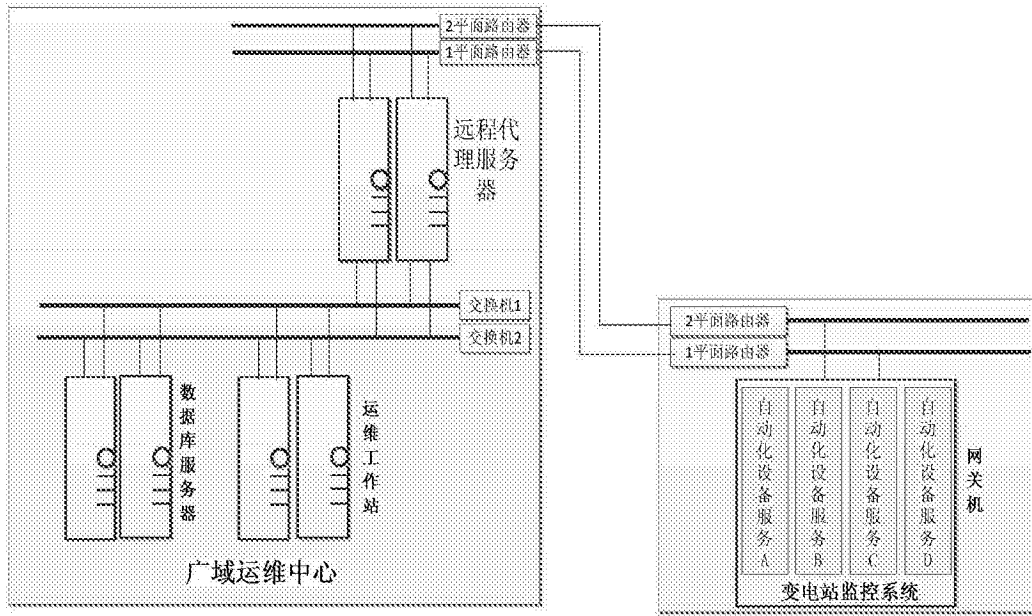 2平面路由器
1平面路由器
远程代
理服务
器
交换机1
交换机2
数据库服务器
运维工作站
广域运维中心
2平面路由器
1平面路由器
自动化设备服务A
自动化设备服务B
自动化设备服务C
自动化设备服务D
网关机
变电站监控系统